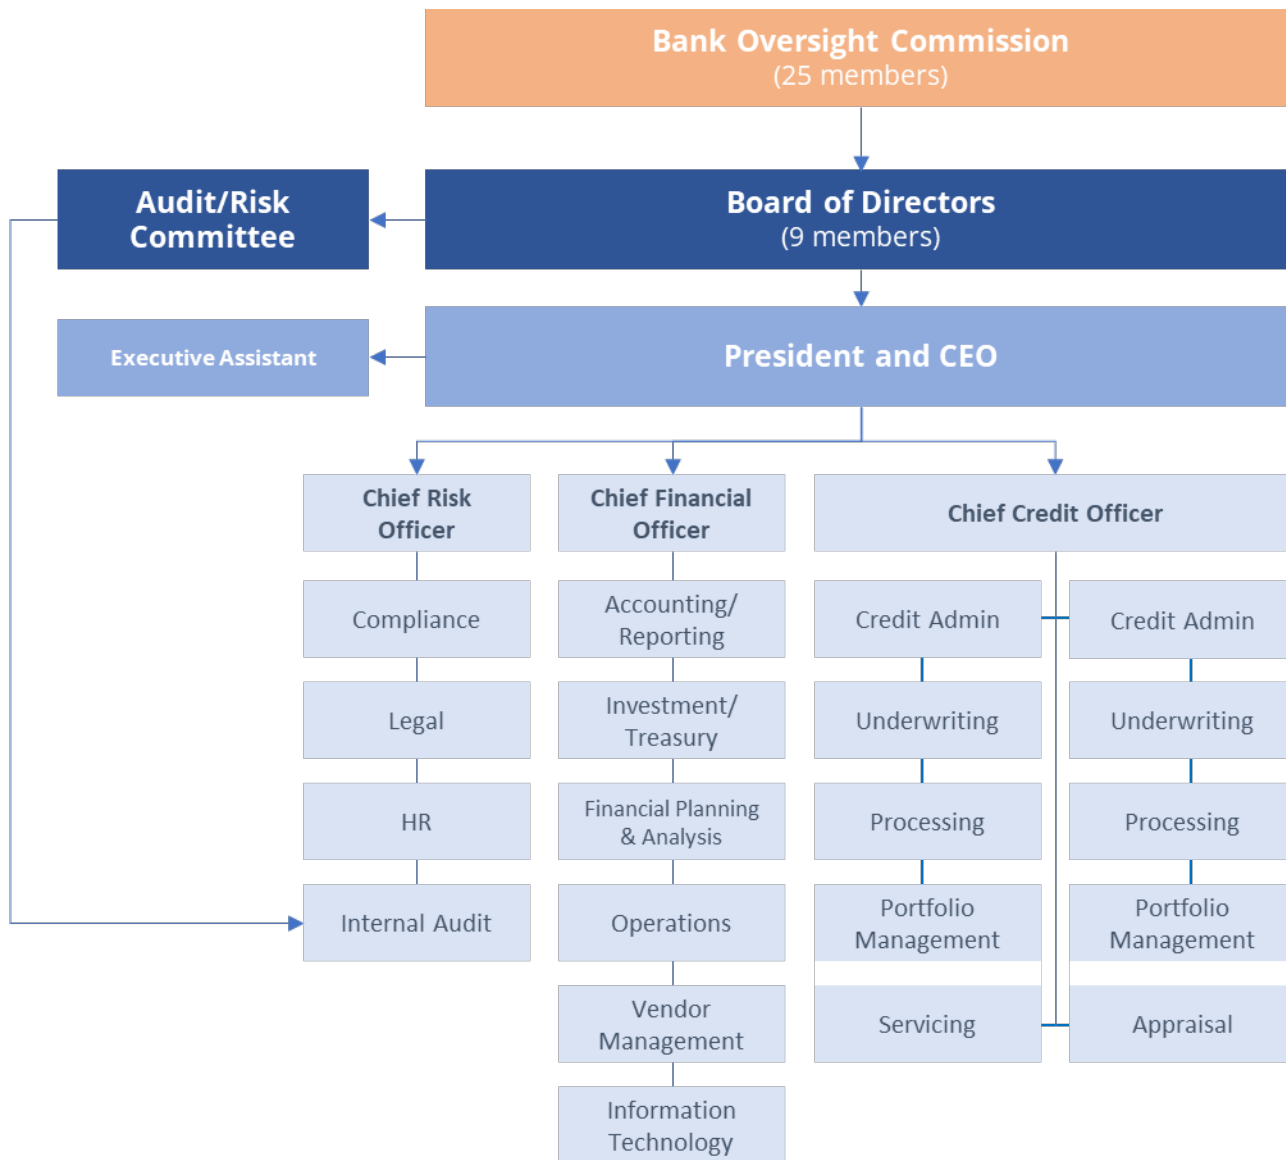 Bank Oversight Commission
(25 members)
Audit/Risk
Committee
Board of Directors
(9 members)
Executive Assistant
President and CEO
Chief Risk
Officer
Chief Financial
Officer
Chief Credit Officer
Compliance
Accounting/
Reporting
Credit Admin
Credit Admin
Legal
Investment/
Treasury
Underwriting
Underwriting
HR
Financial Planning
& Analysis
Processing
Processing
Internal Audit
Operations
Portfolio
Management
Portfolio
Management
Vendor
Management
Servicing
Appraisal
Information
Technology